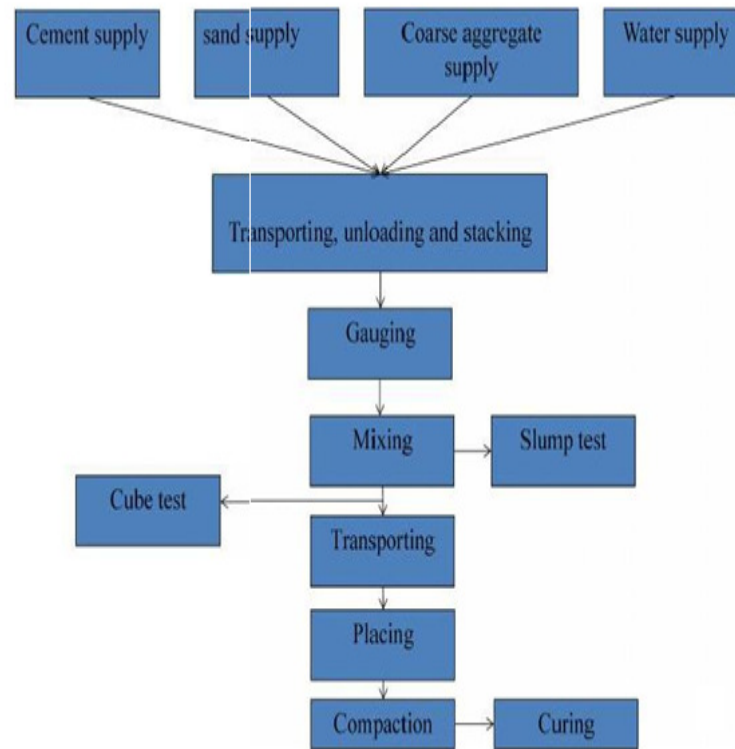 Cement supply
sand supply
Coarse aggregate
supply
Water supply
Transporting, unloading and stacking
Gauging
Mixing
Slump test
Cube test
Transporting
Placing
Compaction
Curing